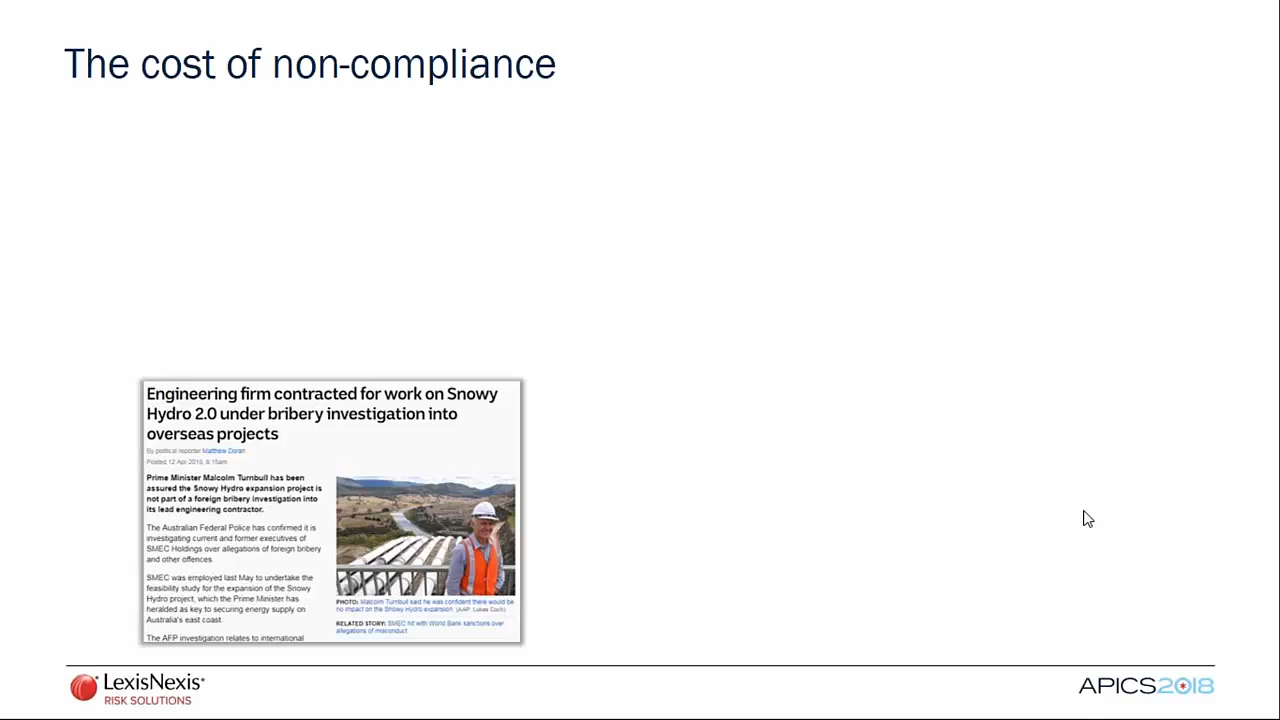 The cost of non-compliance
Engineering firm contracted for work on Snowy
Hydro 2.0 under bribery investigation into
overseas projects
By political reporter Matthew Doran
Posted 12 Apr 2018, 8:15am
Prime Minister Malcolm Turnbull has been
assured the Snowy Hydro expansion project is
not part of a foreign bribery investigation into
its lead engineering contractor.
The Australian Federal Police has confirmed it is
investigating current and former executives of
SMEC Holdings over allegations of foreign bribery
and other offences.
SMEC was employed last May to undertake the
feasibility study for the expansion of the Snowy
Hydro project, which the Prime Minister has
heralded as key to securing energy supply on
Australia's east coast.
The AFP investigation relates to international
PHOTO: Malcolm Turnbull said he was confident there would be
no impact on the Snowy Hydro expansion (AAP: Lukas Coch)
RELATED STORY: SMEC hit with World Bank sanctions over
allegations of misconduct
LexisNexis®
RISK SOLUTIONS
APICS2018